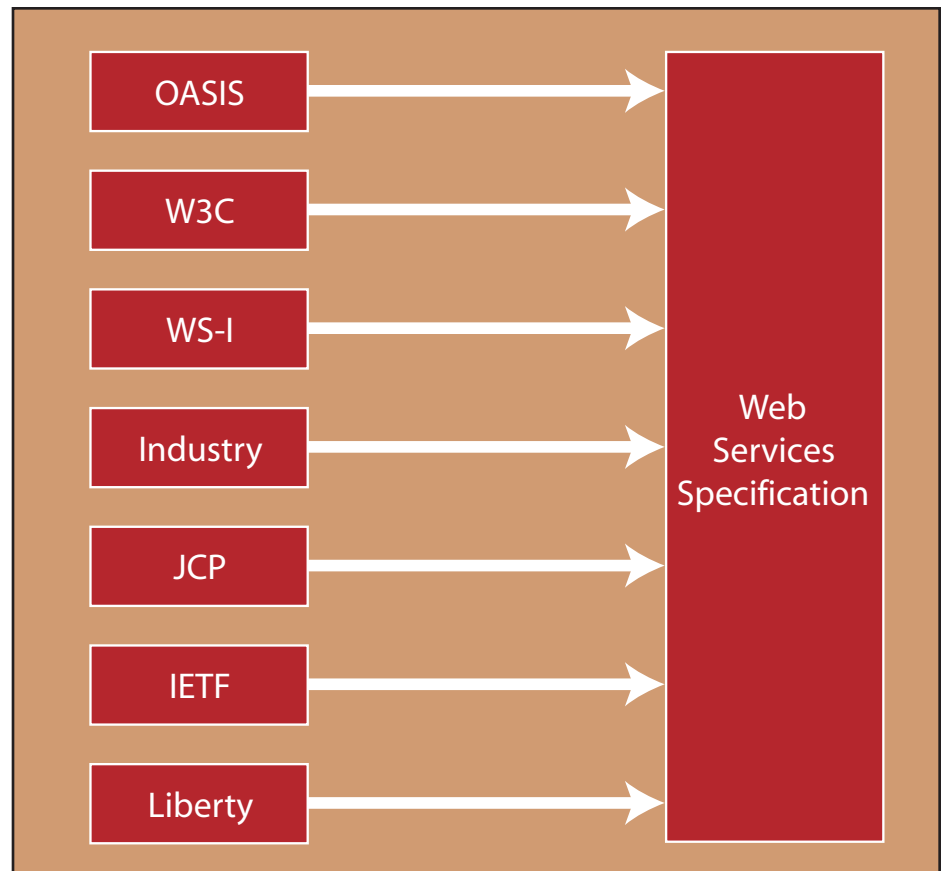 OASIS
W3C
WS-I
Industry
JCP
IETF
Liberty
Web
Services
Specification